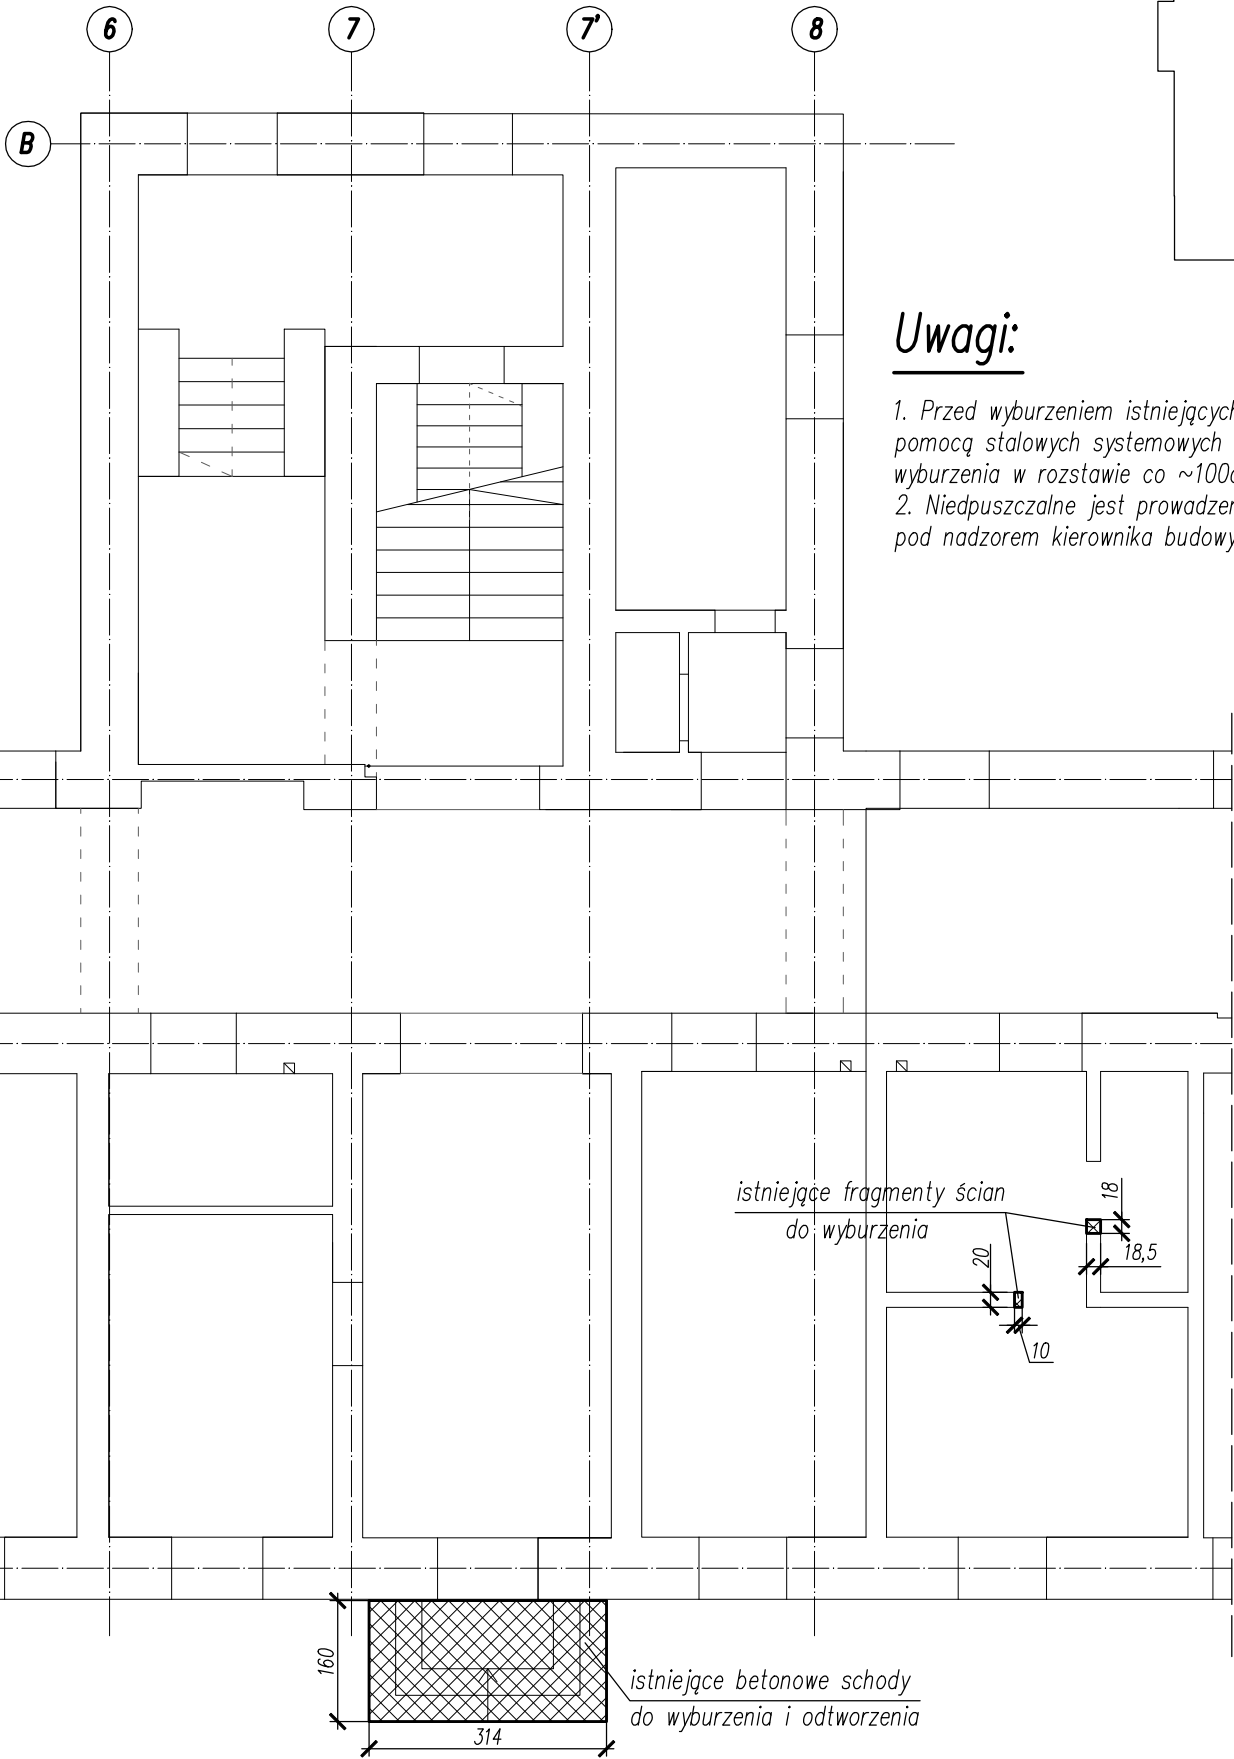 6
7
7'
8
B
Uwagi:
1. Przed wyburzeniem istniejących
pomocą stalowych systemowych
wyburzenia w rozstawie co ~100
2. Niedpuszczalne jest prowadzen
pod nadzorem kierownika budowy
istniejące fragmenty ścian
do wyburzenia
18
18,5
20
10
160
314
istniejące betonowe schody
do wyburzenia i odtworzenia